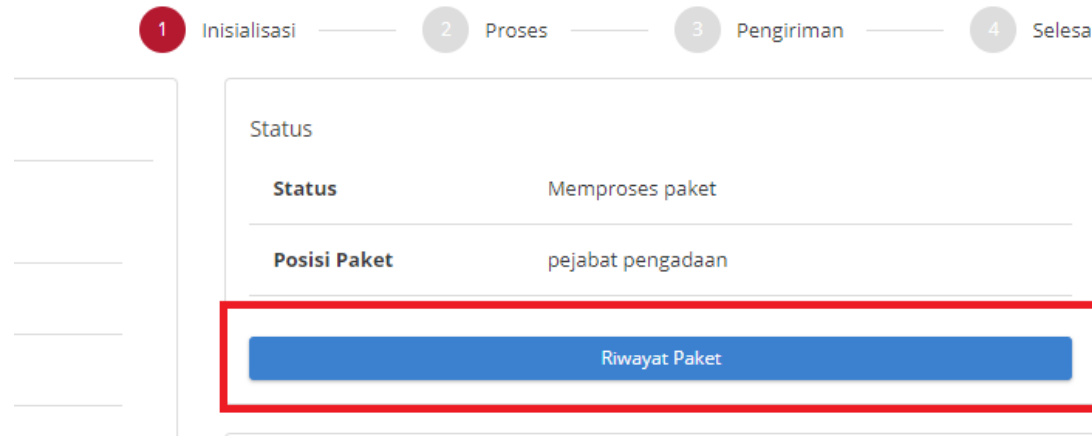 1 Inisialisasi 2 Proses 3 Pengiriman 4 Selesa
Status
Status Memproses paket
Posisi Paket pejabat pengadaan
Riwayat Paket